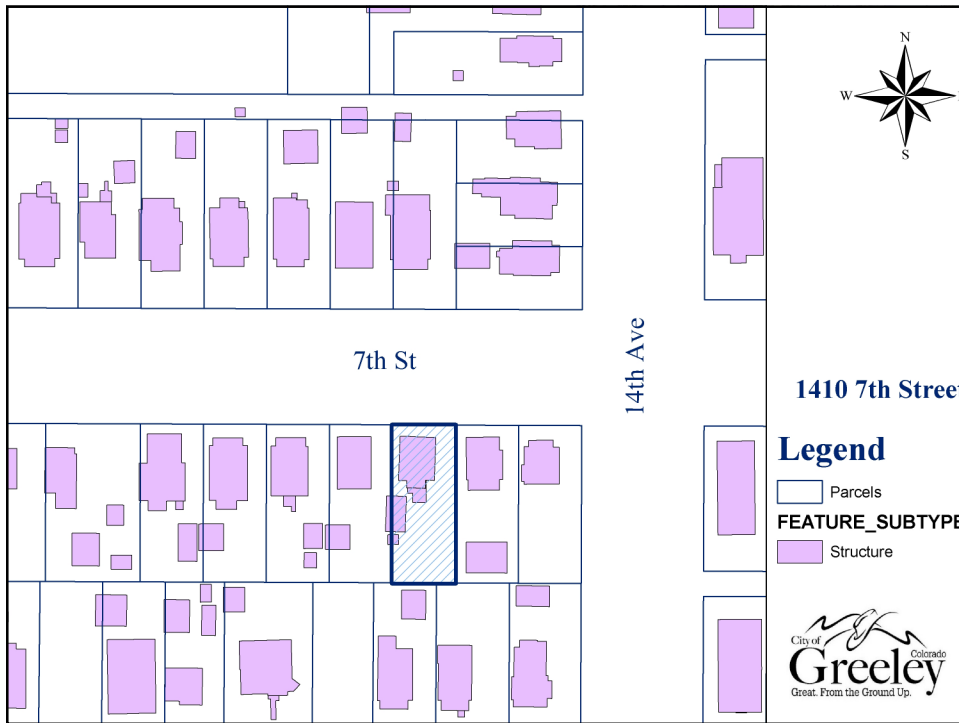 N
W
S
7th St
14th Ave
1410 7th Street
Legend
Parcels
FEATURE_SUBTYPE
Structure
City of
Greeley
Colorado
Great. From the Ground Up.